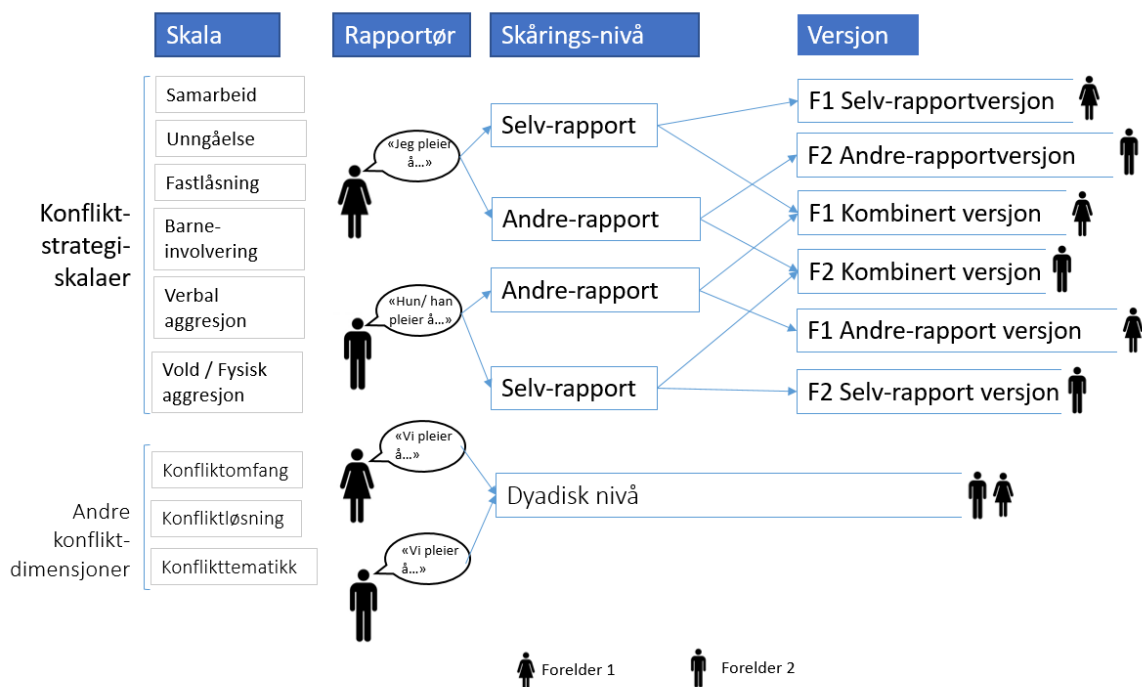 Skala
Rapportør
Skårings-nivå
Versjon
Konflikt-
strategi-
skalaer
Samarbeid
Unngåelse
Fastlåsning
Barne-
involvering
Verbal
aggresjon
Vold / Fysisk
aggresjon
«Jeg pleier
å...»
«Hun/ han
pleier å...»
Selv-rapport
Andre-rapport
Andre-rapport
Selv-rapport
F1 Selv-rapportversjon
F2 Andre-rapportversjon
F1 Kombinert versjon
F2 Kombinert versjon
F1 Andre-rapport versjon
F2 Selv-rapport versjon
Andre
konflikt-
dimensjoner
Konfliktomfang
Konfliktløsning
Konflikttematikk
«Vi pleier
å...»
«Vi pleier
å...»
Dyadisk nivå
Forelder 1
Forelder 2